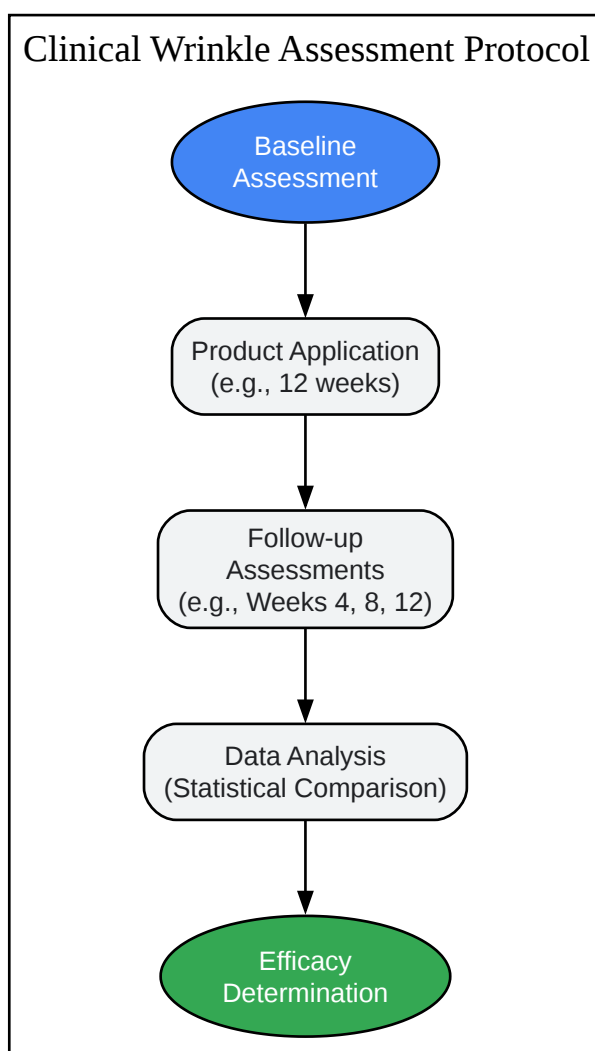 Clinical Wrinkle Assessment Protocol
Baseline
Assessment
Product Application
(e.g., 12 weeks)
Follow-up
Assessments
(e.g., Weeks 4, 8, 12)
Data Analysis
(Statistical Comparison)
Efficacy
Determination